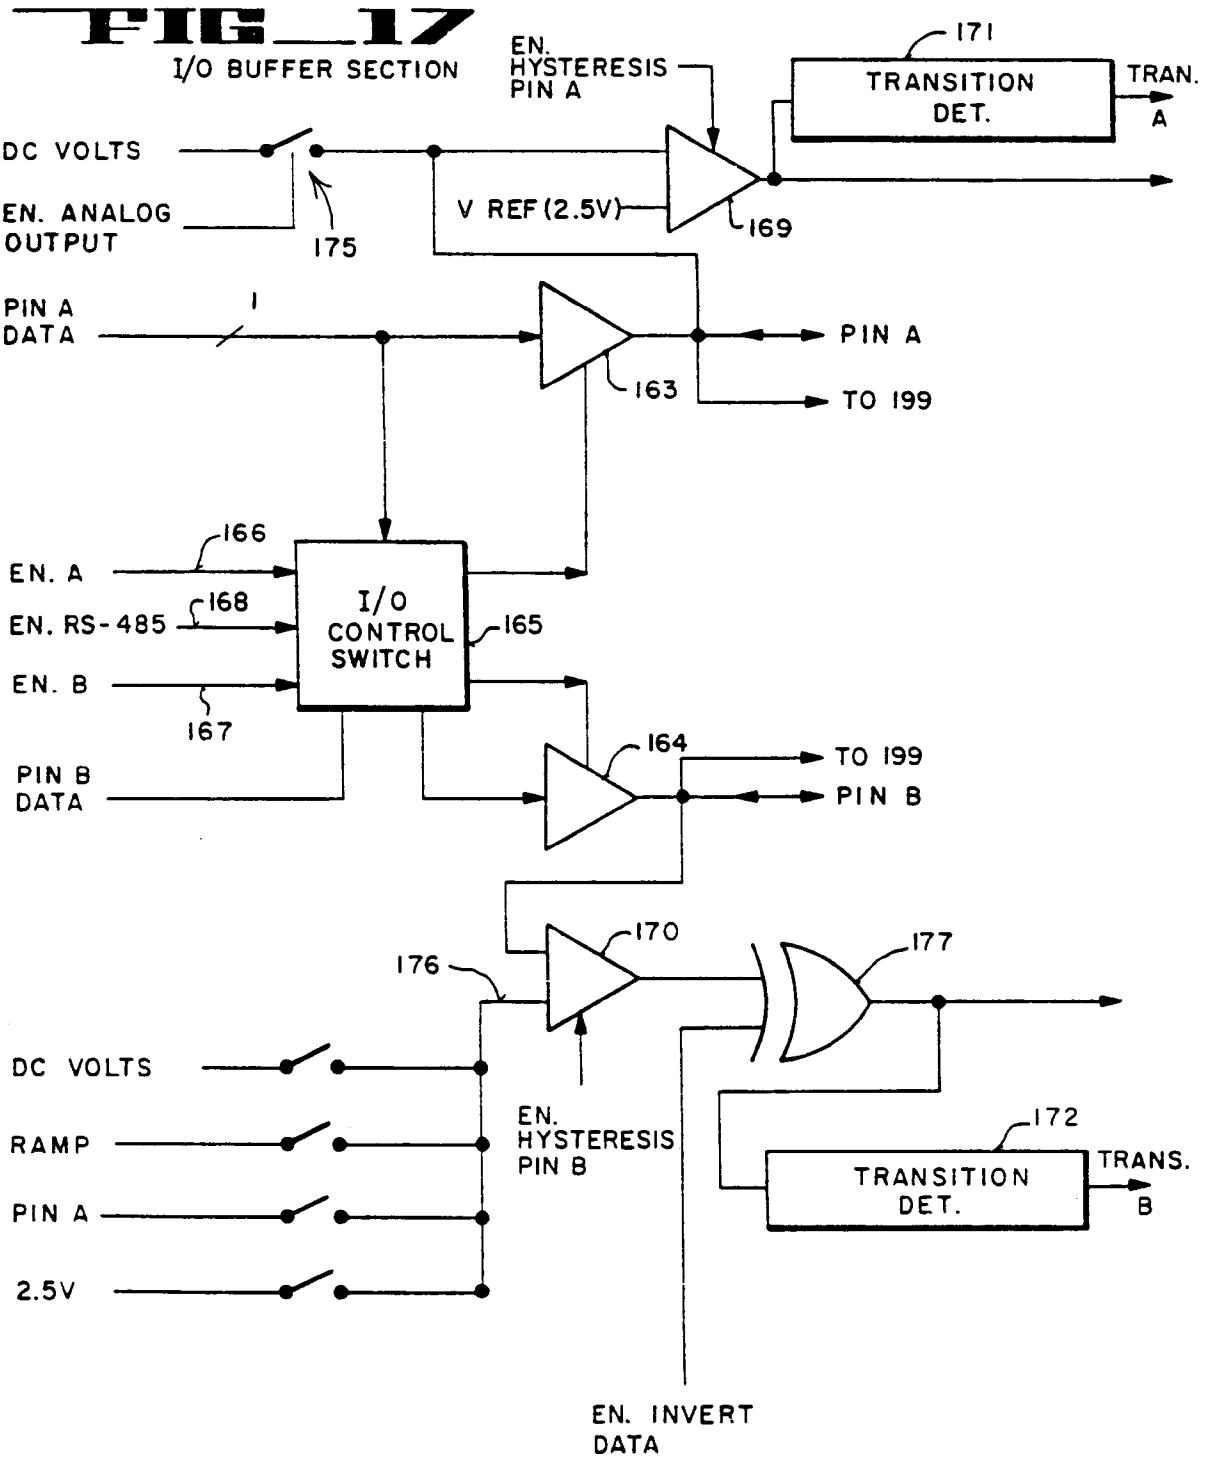 FIG_17
I/O BUFFER SECTION
EN.
HYSTERESIS
PIN A
171
TRANSITION
DET.
TRAN.
A
DC VOLTS
EN. ANALOG
OUTPUT
175
V REF (2.5V)
169
PIN A
DATA
1
163
PIN A
TO 199
166
EN. A
168
EN. RS-485
EN. B
167
I/O
CONTROL
SWITCH
165
PIN B
DATA
164
TO 199
PIN B
170
176
177
DC VOLTS
RAMP
PIN A
2.5V
EN.
HYSTERESIS
PIN B
172
TRANSITION
DET.
TRANS.
B
EN. INVERT
DATA